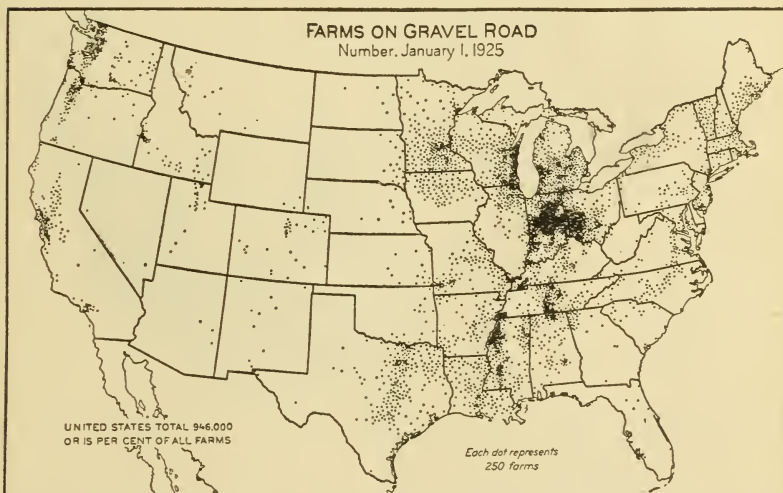 FARMS ON GRAVEL ROAD
Number, January 1, 1925
UNITED STATES TOTAL 946,000
OR 15 PER CENT OF ALL FARMS
Each dot represents
250 farms